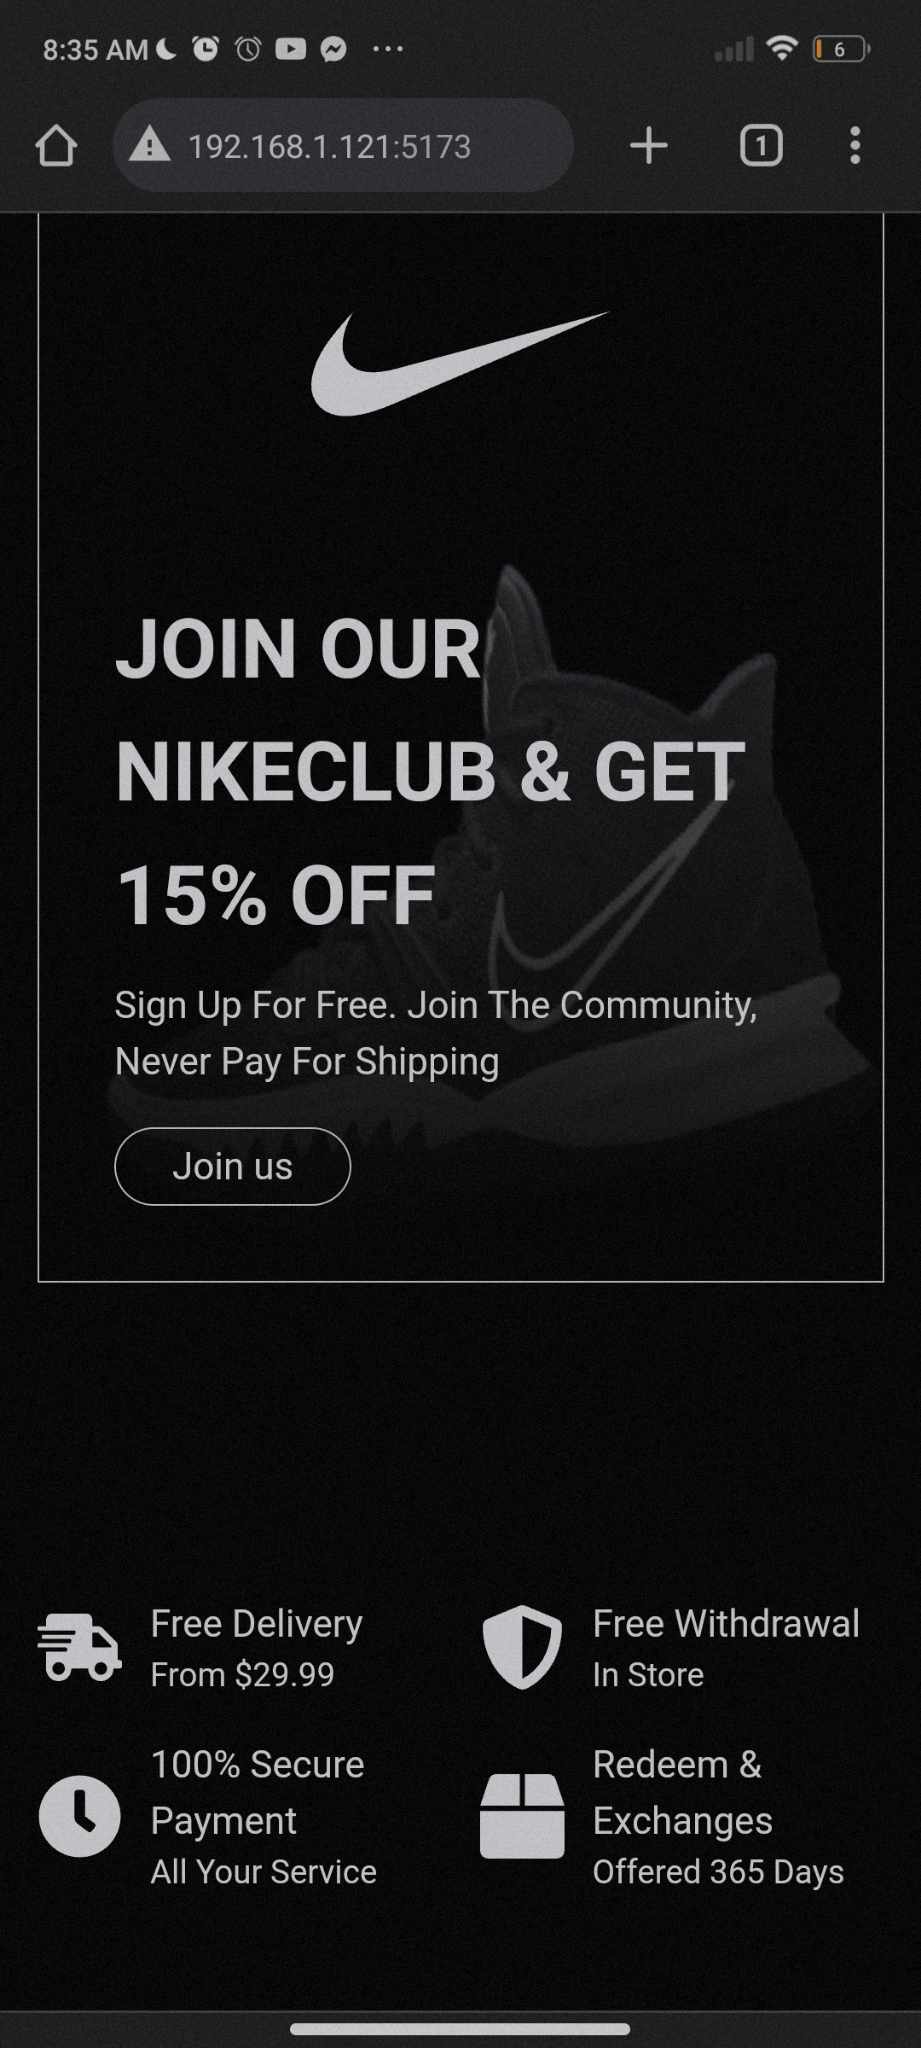 8:35 AM
6
192.168.1.121:5173
1
JOIN OUR
NIKECLUB & GET
15% OFF
Sign Up For Free. Join The Community,
Never Pay For Shipping
Join us
Free Delivery
From $29.99
Free Withdrawal
In Store
100% Secure
Payment
All Your Service
Redeem &
Exchanges
Offered 365 Days